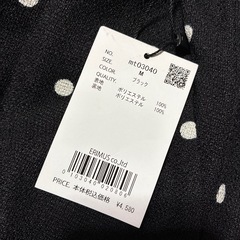 NO. mt03040
SIZE. M
COLOR. ブラック
QUALITY.
表地 ポリエステル 100%
裏地 ポリエステル 100%
ERIMUS co.,ltd
PRICE. 本体税込価格
¥4,580